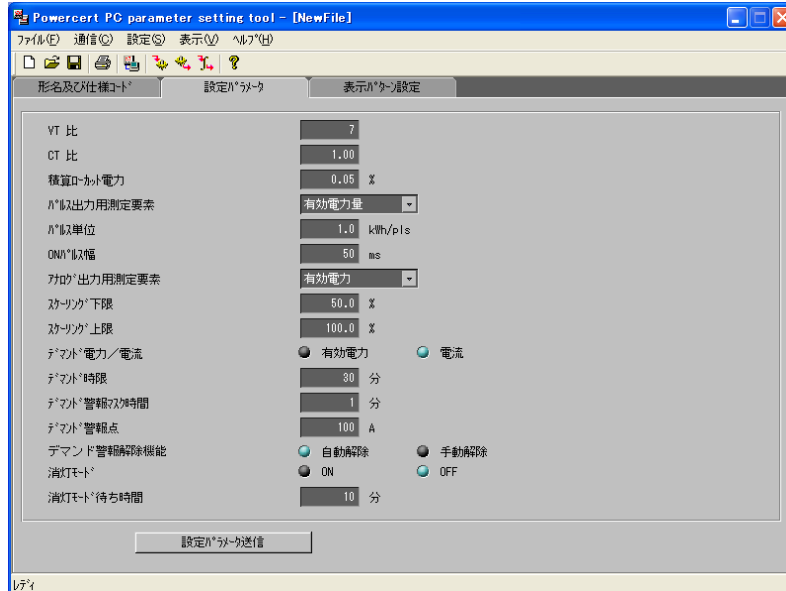 Powercert PC parameter setting tool - [NewFile]
ﾌｧｲﾙ(F) 通信(C) 設定(S) 表示(V) ﾍﾙﾌﾟ(H)
形名及び仕様ｺｰﾄﾞ 設定ﾊﾟﾗﾒｰﾀ 表示ﾊﾟﾀｰﾝ設定
VT 比 7
CT 比 1.00
積算ﾛｰｶｯﾄ電力 0.05 %
ﾊﾟﾙｽ出力用測定要素 有効電力量
ﾊﾟﾙｽ単位 1.0 kWh/pls
ONﾊﾟﾙｽ幅 50 ms
ｱﾅﾛｸﾞ出力用測定要素 有効電力
ｽｹｰﾘﾝｸﾞ下限 50.0 %
ｽｹｰﾘﾝｸﾞ上限 100.0 %
ﾃﾞﾏﾝﾄﾞ電力／電流 有効電力 電流
ﾃﾞﾏﾝﾄﾞ時限 30 分
ﾃﾞﾏﾝﾄﾞ警報ﾏｽｸ時間 1 分
ﾃﾞﾏﾝﾄﾞ警報点 100 A
デマンド警報解除機能 自動解除 手動解除
消灯ﾓｰﾄﾞ ON OFF
消灯ﾓｰﾄﾞ待ち時間 10 分
設定ﾊﾟﾗﾒｰﾀ送信
ﾚﾃﾞｨ